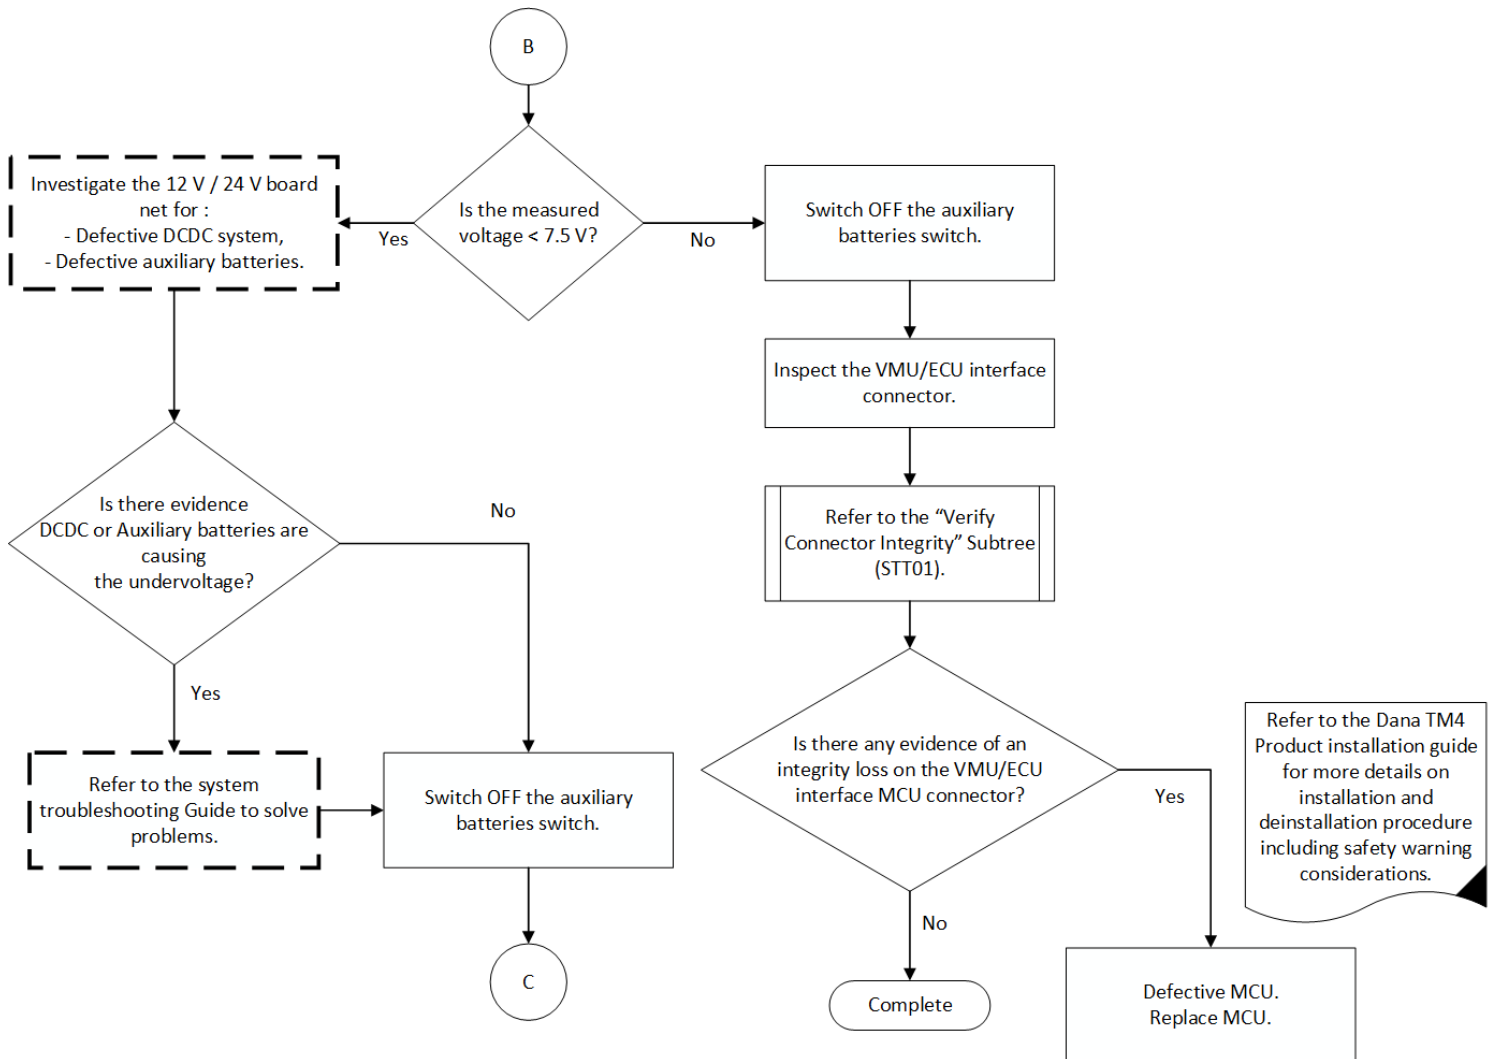 B
Investigate the 12 V / 24 V board
net for :
- Defective DCDC system,
- Defective auxiliary batteries.
Yes
Is the measured
voltage < 7.5 V?
No
Switch OFF the auxiliary
batteries switch.
Inspect the VMU/ECU interface
connector.
Is there evidence
DCDC or Auxiliary batteries are
causing
the undervoltage?
No
Refer to the “Verify
Connector Integrity” Subtree
(STT01).
Yes
Refer to the system
troubleshooting Guide to solve
problems.
Switch OFF the auxiliary
batteries switch.
Is there any evidence of an
integrity loss on the VMU/ECU
interface MCU connector?
Yes
Refer to the Dana TM4
Product installation guide
for more details on
installation and
deinstallation procedure
including safety warning
considerations.
No
C
Complete
Defective MCU.
Replace MCU.